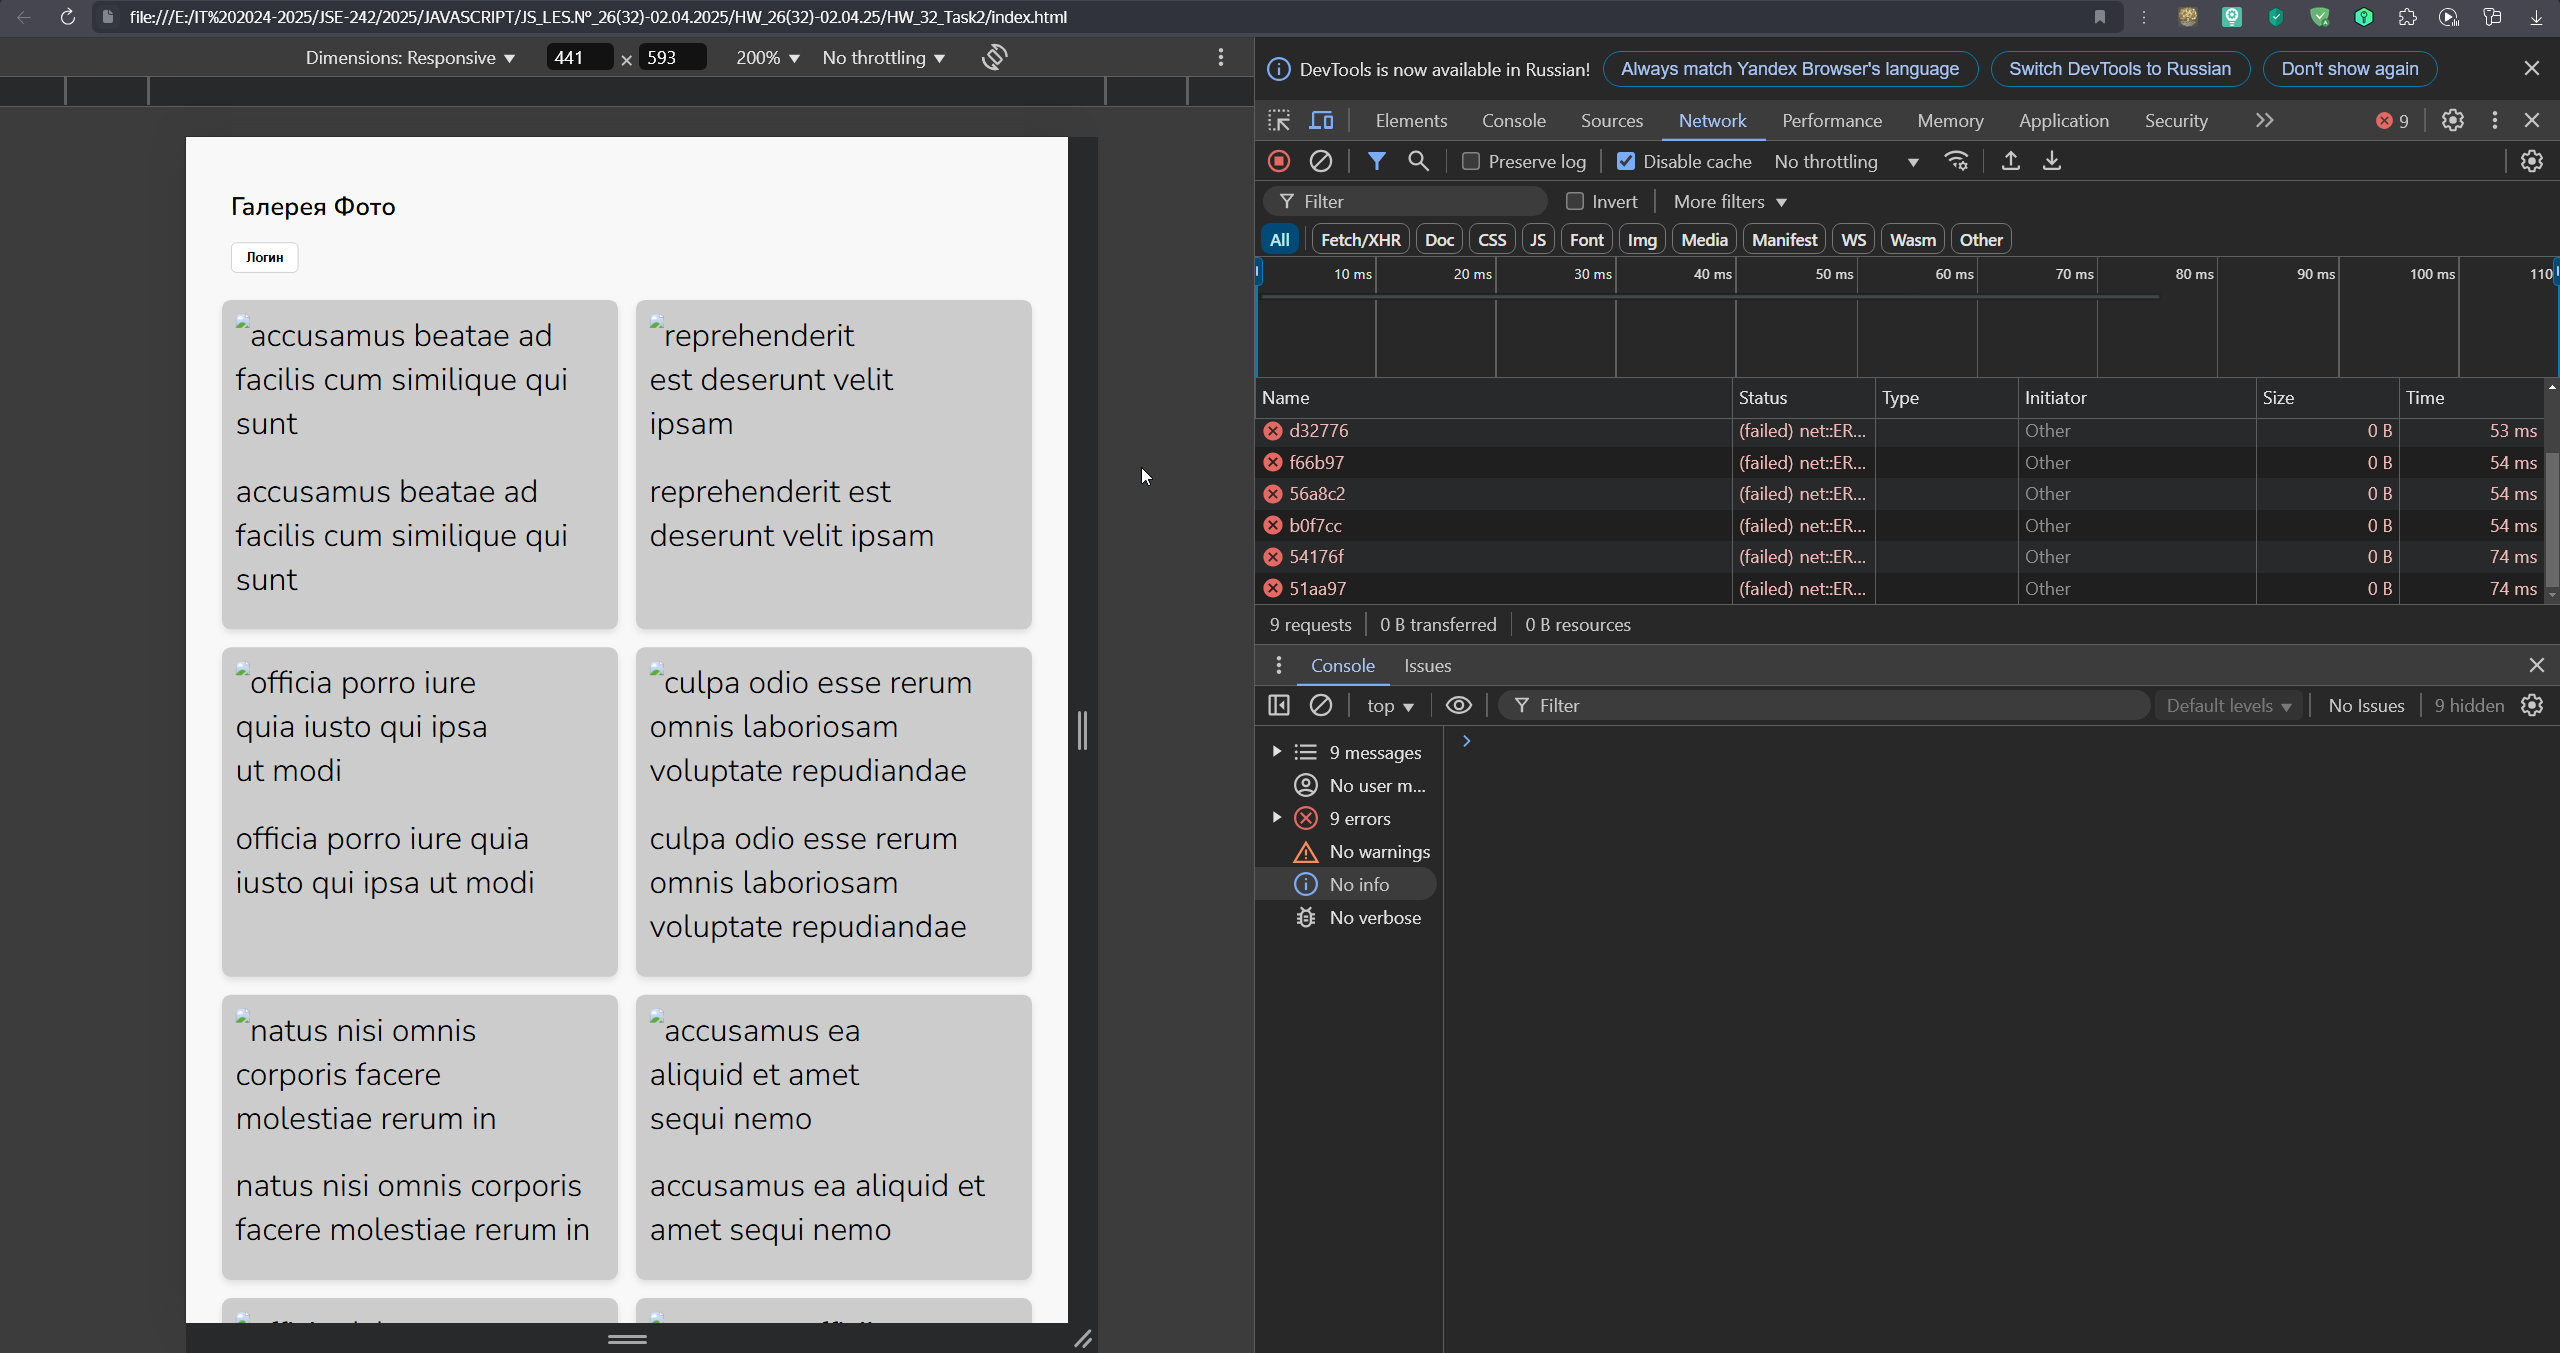 file:///E:/IT%202024-2025/JSE-242/2025/JAVASCRIPT/JS_LES.Nº_26(32)-02.04.2025/HW_26(32)-02.04.25/HW_32_Task2/index.html
Dimensions: Responsive 441 × 593 200% No throttling
Галерея Фото
Логин
accusamus beatae ad
facilis cum similique qui
sunt
accusamus beatae ad
facilis cum similique qui
sunt
reprehenderit
est deserunt velit
ipsam
reprehenderit est
deserunt velit ipsam
officia porro iure
quia iusto qui ipsa
ut modi
officia porro iure quia
iusto qui ipsa ut modi
culpa odio esse rerum
omnis laboriosam
voluptate repudiandae
culpa odio esse rerum
omnis laboriosam
voluptate repudiandae
natus nisi omnis
corporis facere
molestiae rerum in
natus nisi omnis corporis
facere molestiae rerum in
accusamus ea
aliquid et amet
sequi nemo
accusamus ea aliquid et
amet sequi nemo
DevTools is now available in Russian! Always match Yandex Browser's language Switch DevTools to Russian Don't show again
Elements Console Sources Network Performance Memory Application Security 9
Preserve log Disable cache No throttling
Filter Invert More filters
All Fetch/XHR Doc CSS JS Font Img Media Manifest WS Wasm Other
10 ms 20 ms 30 ms 40 ms 50 ms 60 ms 70 ms 80 ms 90 ms 100 ms 110
Name Status Type Initiator Size Time
d32776 (failed) net::ER... Other 0 B 53 ms
f66b97 (failed) net::ER... Other 0 B 54 ms
56a8c2 (failed) net::ER... Other 0 B 54 ms
b0f7cc (failed) net::ER... Other 0 B 54 ms
54176f (failed) net::ER... Other 0 B 74 ms
51aa97 (failed) net::ER... Other 0 B 74 ms
9 requests 0 B transferred 0 B resources
Console Issues
top Filter Default levels No Issues 9 hidden
9 messages
No user m...
9 errors
No warnings
No info
No verbose